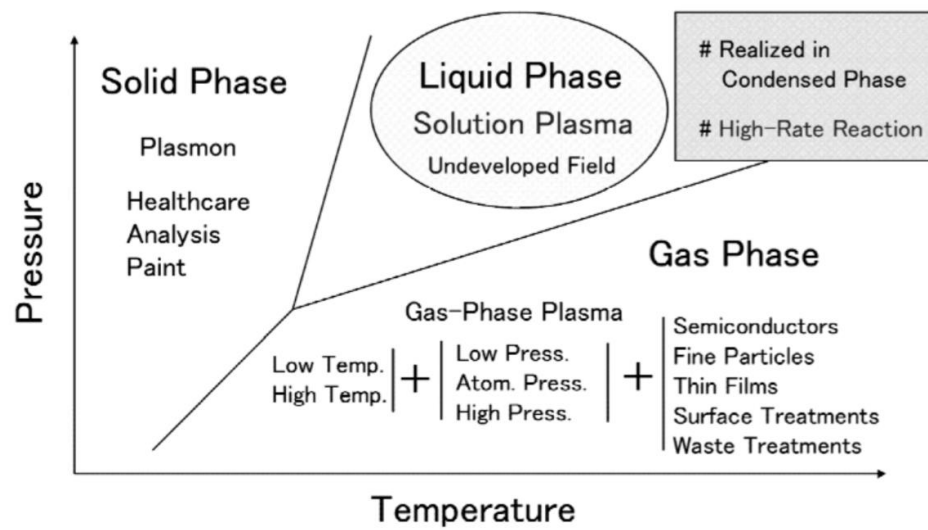 Solid Phase
Plasmon
Healthcare
Analysis
Paint
Liquid Phase
Solution Plasma
Undeveloped Field
# Realized in
Condensed Phase
# High-Rate Reaction
Gas Phase
Gas-Phase Plasma
Low Temp.
High Temp.
+
Low Press.
Atom. Press.
High Press.
+
Semiconductors
Fine Particles
Thin Films
Surface Treatments
Waste Treatments
Pressure
Temperature